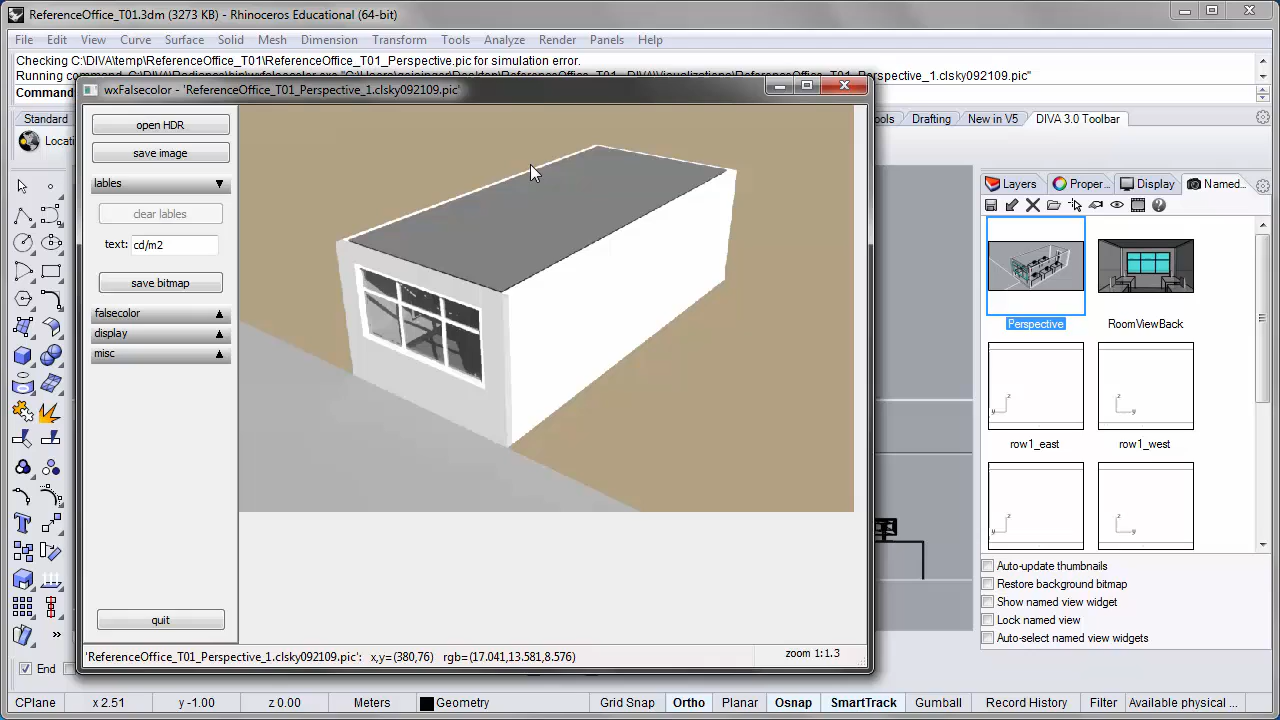 ReferenceOffice_T01.3dm (3273 KB) - Rhinoceros Educational (64-bit)
File Edit View Curve Surface Solid Mesh Dimension Transform Tools Analyze Render Panels Help
Checking C:\DIVA\temp\ReferenceOffice_T01\ReferenceOffice_T01_Perspective.pic for simulation error.
Perspective_1.clsky092109.pic"
Command
Standard
Drafting New in V5 DIVA 3.0 Toolbar
wxFalseColor - 'ReferenceOffice_T01_Perspective_1.clsky092109.pic'
open HDR
save image
lables
clear lables
text: cd/m2
save bitmap
falsecolor
display
misc
quit
'ReferenceOffice_T01_Perspective_1.clsky092109.pic': x,y=(380,76) rgb=(17.041,13.581,8.576)
zoom 1:1.3
Layers Proper... Display Named...
Perspective RoomViewBack
z z
y y
row1_east row1_west
z z
y y
Auto-update thumbnails
Restore background bitmap
Show named view widget
Lock named view
Auto-select named view widgets
End
CPlane x 2.51 y -1.00 z 0.00 Meters Geometry Grid Snap Ortho Planar Osnap SmartTrack Gumball Record History Filter Available physical ...